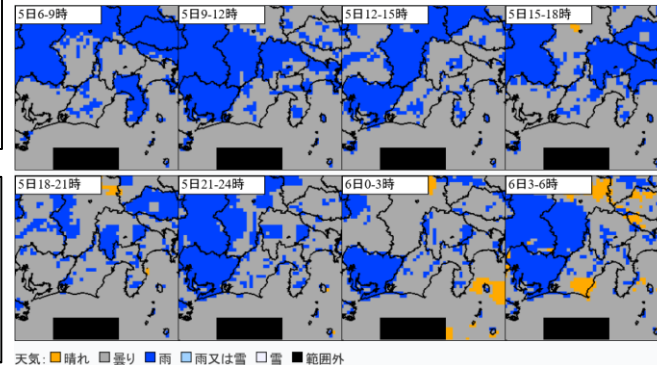 5日6-9時
5日9-12時
5日12-15時
5日15-18時
5日18-21時
5日21-24時
6日0-3時
6日3-6時
天気: 晴れ 曇り 雨 雨又は雪 雪 範囲外